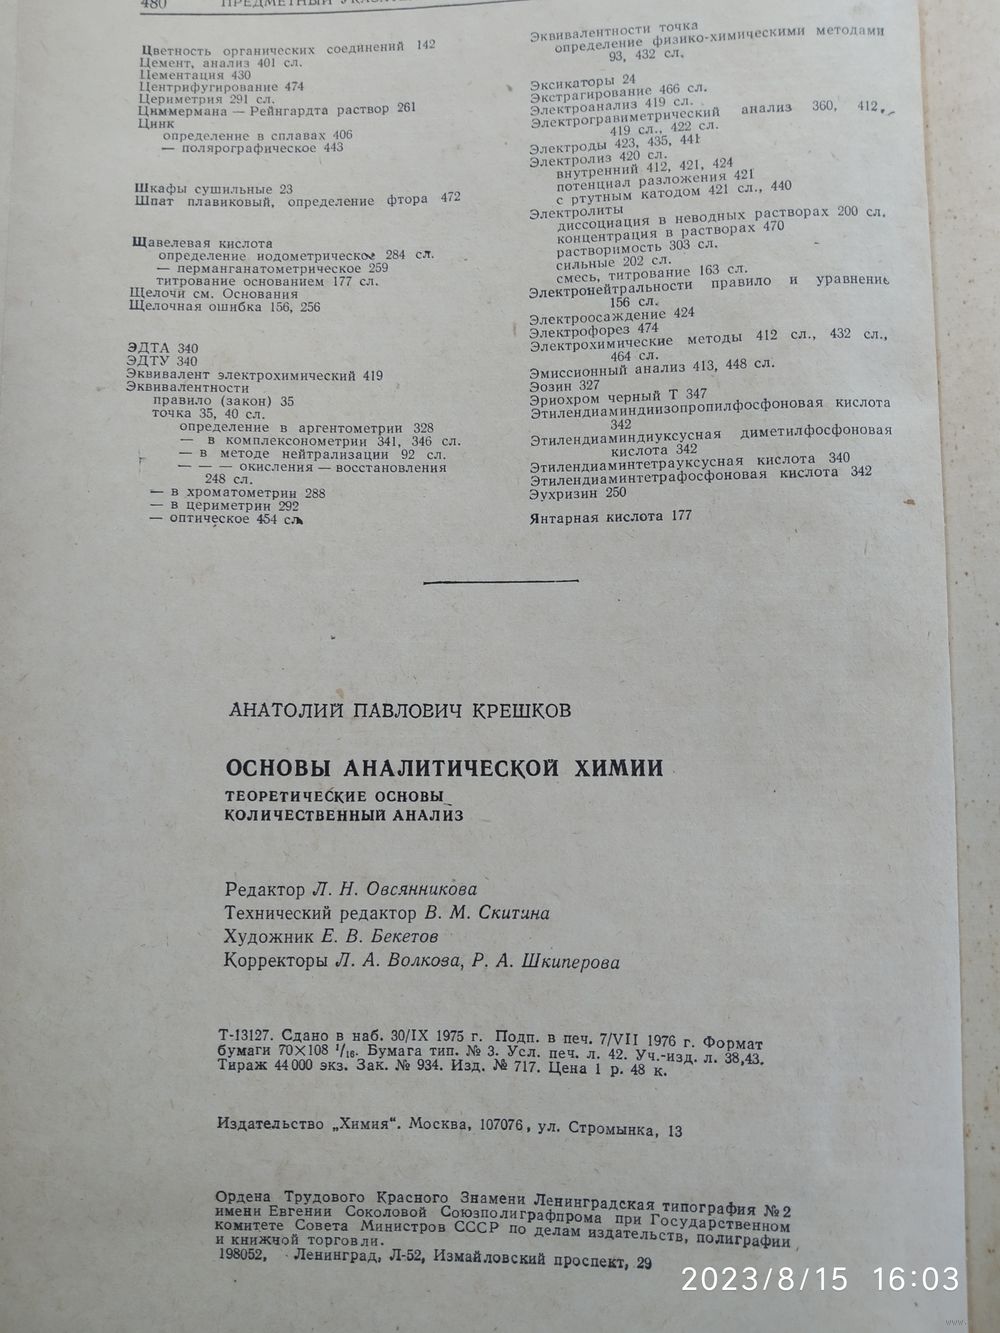 480
Цветность органических соединений 142
Цемент, анализ 401 сл.
Цементация 430
Центрифугирование 474
Цериметрия 291 сл.
Циммермана — Рейнгардта раствор 261
Цинк
определение в сплавах 406
— полярографическое 443
Шкафы сушильные 23
Шпат плавиковый, определение фтора 472
Щавелевая кислота
определение иодометрическое 284 сл.
— перманганатометрическое 259
титрование основанием 177 сл.
Щелочи см. Основания
Щелочная ошибка 156, 256
ЭДТА 340
ЭДТУ 340
Эквивалент электрохимический 419
Эквивалентности
правило (закон) 35
точка 35, 40 сл.
определение в аргентометрии 328
— в комплексонометрии 341, 346 сл.
— в методе нейтрализации 92 сл.
— — — окисления — восстановления
248 сл.
— в хроматометрии 288
— в цериметрии 292
— оптическое 454 сл.
Эквивалентности точка
определение физико-химическими методами
93, 432 сл.
Эксикаторы 24
Экстрагирование 466 сл.
Электроанализ 419 сл.
Электрогравиметрический анализ 360, 412,
419 сл., 422 сл.
Электроды 423, 435, 441
Электролиз 420 сл.
внутренний 412, 421, 424
потенциал разложения 421
с ртутным катодом 421 сл., 440
Электролиты
диссоциация в неводных растворах 200 сл.
концентрация в растворах 470
растворимость 303 сл.
сильные 202 сл.
смесь, титрование 163 сл.
Электронейтральности правило и уравнение
156 сл.
Электроосаждение 424
Электрофорез 474
Электрохимические методы 412 сл., 432 сл.,
464 сл.
Эмиссионный анализ 413, 448 сл.
Эозин 327
Эриохром черный Т 347
Этилендиаминдиизопропилфосфоновая кислота
342
Этилендиаминдиуксусная диметилфосфоновая
кислота 342
Этилендиаминтетрауксусная кислота 340
Этилендиаминтетрафосфоновая кислота 342
Эухризин 250
Янтарная кислота 177
АНАТОЛИЙ ПАВЛОВИЧ КРЕШКОВ
ОСНОВЫ АНАЛИТИЧЕСКОЙ ХИМИИ
ТЕОРЕТИЧЕСКИЕ ОСНОВЫ
КОЛИЧЕСТВЕННЫЙ АНАЛИЗ
Редактор Л. Н. Овсянникова
Технический редактор В. М. Скитина
Художник Е. В. Бекетов
Корректоры Л. А. Волкова, Р. А. Шкиперова
Т-13127. Сдано в наб. 30/IX 1975 г. Подп. в печ. 7/VII 1976 г. Формат
бумаги 70×108 1/16. Бумага тип. № 3. Усл. печ. л. 42. Уч.-изд. л. 38,43.
Тираж 44000 экз. Зак. № 934. Изд. № 717. Цена 1 р. 48 к.
Издательство „Химия“. Москва, 107076, ул. Стромынка, 13
Ордена Трудового Красного Знамени Ленинградская типография № 2
имени Евгении Соколовой Союзполиграфпрома при Государственном
комитете Совета Министров СССР по делам издательств, полиграфии
и книжной торговли.
198052, Ленинград, Л-52, Измайловский проспект, 29
2023/8/15 16:03